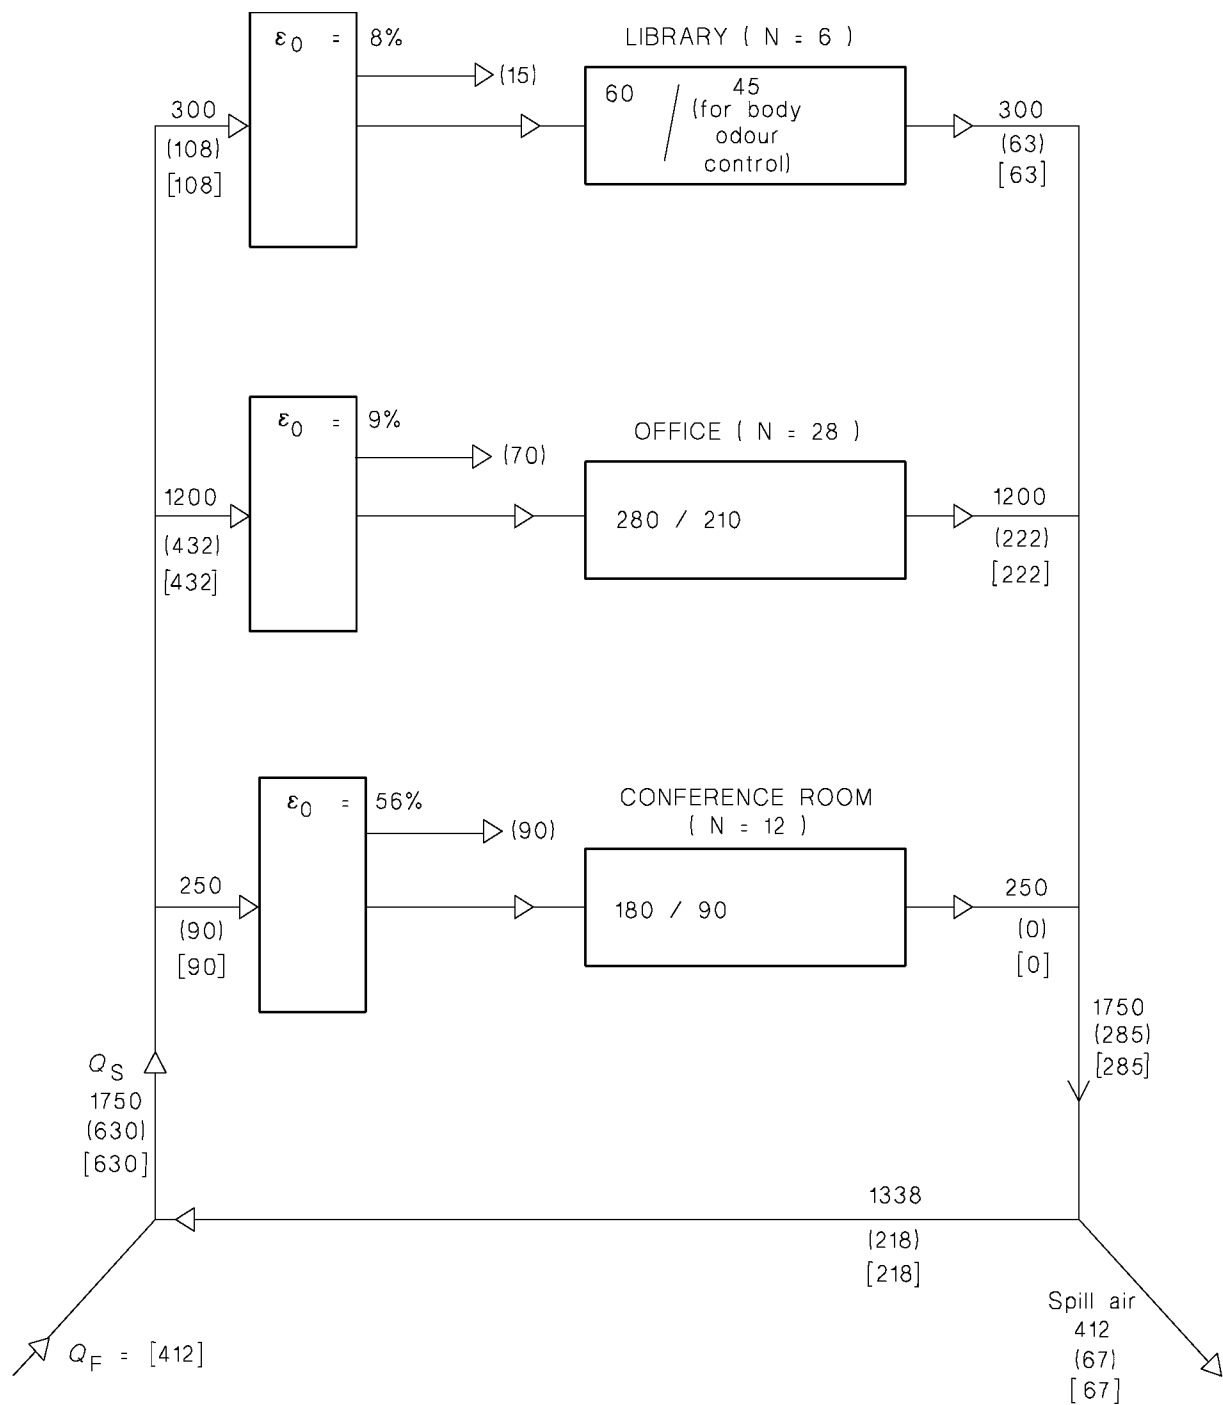 ε0 = 8%
LIBRARY ( N = 6 )
(15)
60 / 45
(for body
odour
control)
300
(108)
[108]
300
(63)
[63]
ε0 = 9%
OFFICE ( N = 28 )
(70)
280 / 210
1200
(432)
[432]
1200
(222)
[222]
ε0 = 56%
CONFERENCE ROOM
( N = 12 )
(90)
180 / 90
250
(90)
[90]
250
(0)
[0]
1750
(285)
[285]
QS
1750
(630)
[630]
1338
(218)
[218]
QF = [412]
Spill air
412
(67)
[67]